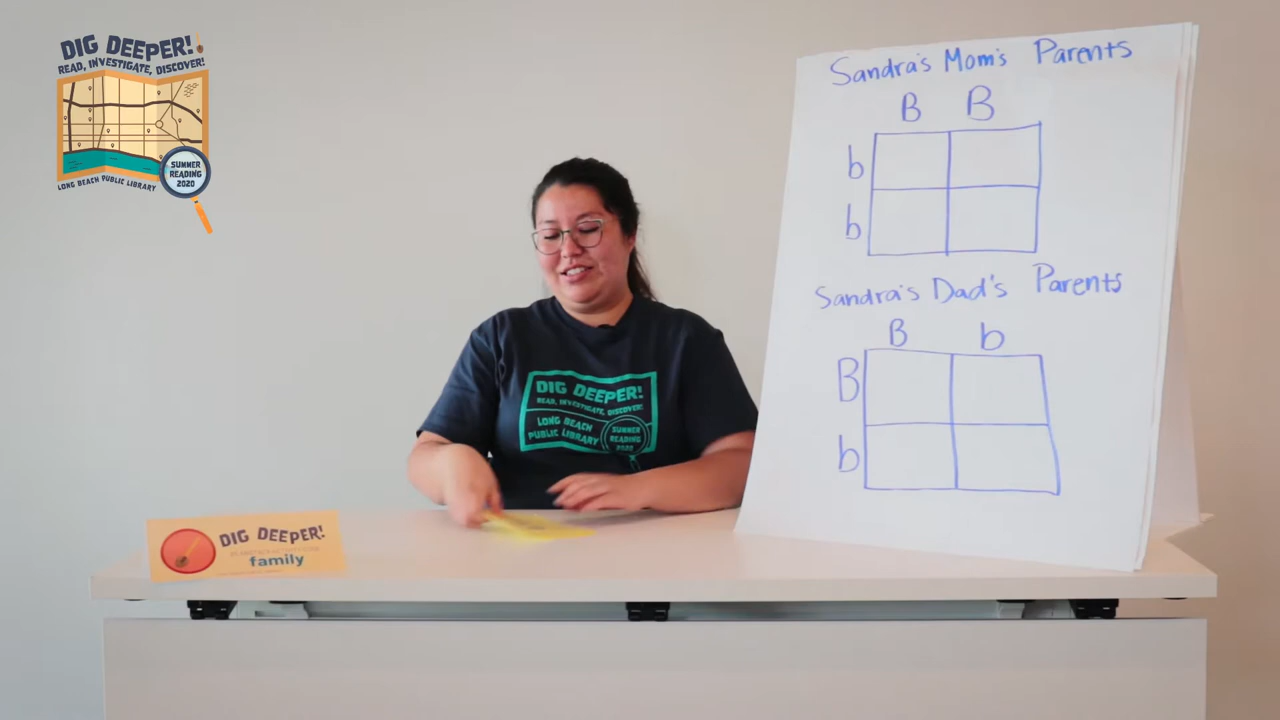 DIG DEEPER!
READ, INVESTIGATE, DISCOVER!
SUMMER
READING
2020
LONG BEACH PUBLIC LIBRARY
Sandra's Mom's Parents
B B
b
b
Sandra's Dad's Parents
B b
B
b
DIG DEEPER!
READ, INVESTIGATE, DISCOVER!
LONG BEACH
PUBLIC LIBRARY
SUMMER
READING
2020
DIG DEEPER!
family